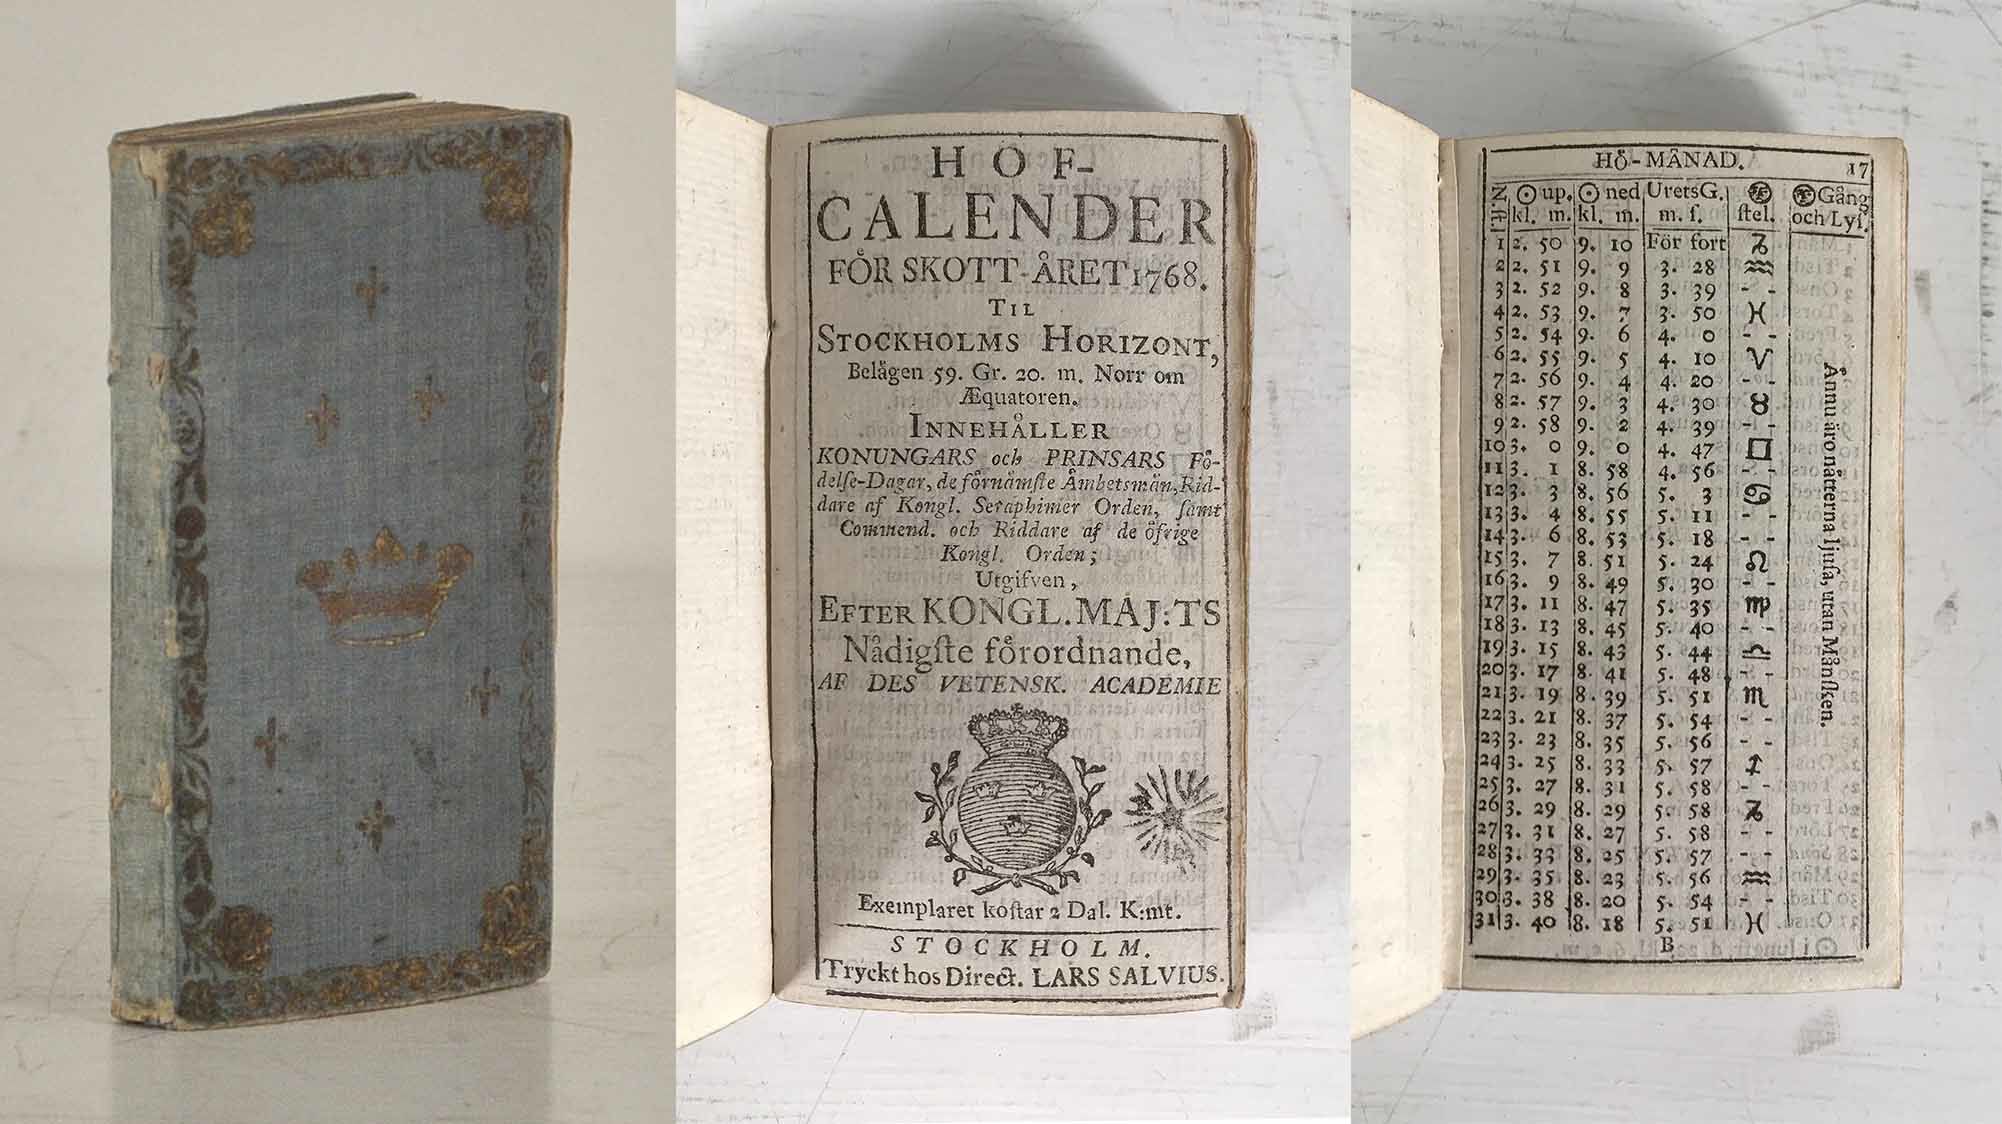 HOF-
CALENDER
FÖR SKOTT-ÅRET 1768.
TIL
STOCKHOLMS HORIZONT,
Belägen 59. Gr. 20. m. Norr om
Æquatoren.
INNEHÅLLER
KONUNGARS och PRINSARS Fö-
delſe-Dagar, de förnämſte Ämbetsmän, Rid-
dare af Kongl. Seraphimer Orden, ſamt
Commend. och Riddare af de öfrige
Kongl. Orden;
Utgifven,
EFTER KONGL. MAJ:TS
Nådigſte förordnande,
AF DES VETENSK. ACADEMIE
Exemplaret koſtar 2 Dal. K:mt.
STOCKHOLM.
Tryckt hos Direct. LARS SALVIUS.
HÖ-MÅNAD. 17
☉ up. ☉ ned UretsG. Gång
kl. m. kl. m. m. ſ. ſtel. och Lyſ.
1 2. 50 9. 10 För fort ♑
2 2. 51 9. 9 3. 28 ♒
3 2. 52 9. 8 3. 39 - -
4 2. 53 9. 7 3. 50 ♓
5 2. 54 9. 6 4. 0 - -
6 2. 55 9. 5 4. 10 ♈
7 2. 56 9. 4 4. 20 - -
8 2. 57 9. 3 4. 30 ♉
9 2. 58 9. 2 4. 39 - -
10 3. 0 9. 0 4. 47 ♊
11 3. 1 8. 58 4. 56 - -
12 3. 3 8. 56 5. 3 ♋
13 3. 4 8. 55 5. 11 - -
14 3. 6 8. 53 5. 18 - -
15 3. 7 8. 51 5. 24 ♌
16 3. 9 8. 49 5. 30 - -
17 3. 11 8. 47 5. 35 ♍
18 3. 13 8. 45 5. 40 - -
19 3. 15 8. 43 5. 44 ♎
20 3. 17 8. 41 5. 48 - -
21 3. 19 8. 39 5. 51 ♏
22 3. 21 8. 37 5. 54 - -
23 3. 23 8. 35 5. 56 - -
24 3. 25 8. 33 5. 57 ♐
25 3. 27 8. 31 5. 58 - -
26 3. 29 8. 29 5. 58 ♑
27 3. 31 8. 27 5. 58 - -
28 3. 33 8. 25 5. 57 - -
29 3. 35 8. 23 5. 56 ♒
30 3. 38 8. 20 5. 54 - -
31 3. 40 8. 18 5. 51 ♓
Ännu äro nätterna ljuſa, utan Månſken.
B